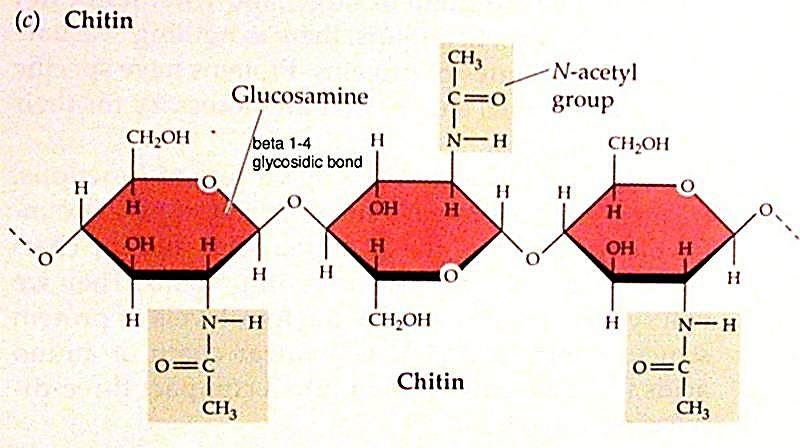 (c) Chitin
CH₃
C=O
N—H
N-acetyl
group
Glucosamine
beta 1-4
glycosidic bond
CH₂OH
H
CH₂OH
H
O
H
H
O
H
OH
H
O
H
H
H
O
H
O
OH
H
H
OH
H
H
H
OH
H
H
O
O
O
H
H
N—H
CH₂OH
H
N—H
O=C
Chitin
O=C
CH₃
CH₃